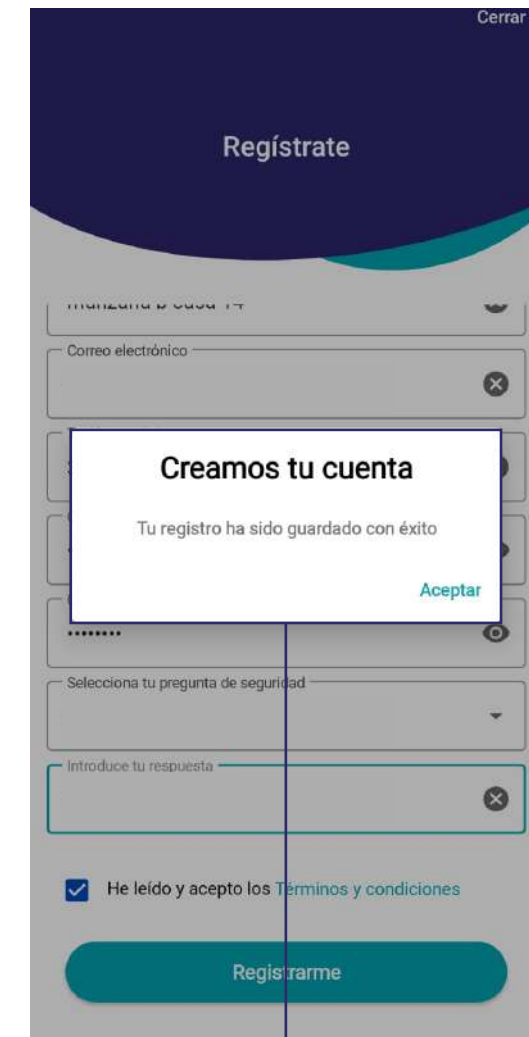 Cerrar
Regístrate
Correo electrónico
Creamos tu cuenta
Tu registro ha sido guardado con éxito
Aceptar
••••••••
Selecciona tu pregunta de seguridad
Introduce tu respuesta
He leído y acepto los Términos y condiciones
Registrarme